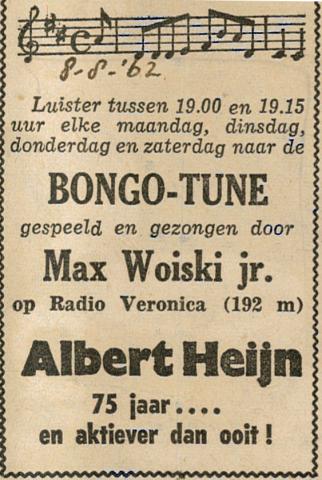 8-8-'62
Luister tussen 19.00 en 19.15
uur elke maandag, dinsdag,
donderdag en zaterdag naar de
BONGO-TUNE
gespeeld en gezongen door
Max Woiski jr.
op Radio Veronica (192 m)
Albert Heijn
75 jaar....
en aktiever dan ooit!